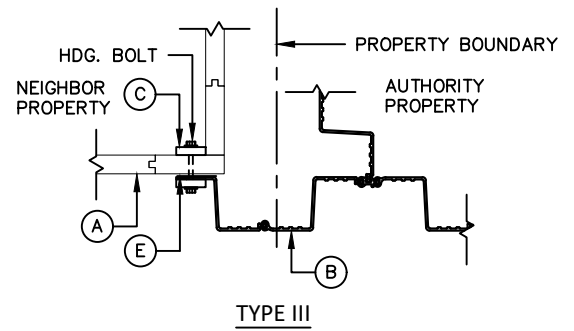 HDG. BOLT
PROPERTY BOUNDARY
NEIGHBOR
PROPERTY
C
AUTHORITY
PROPERTY
A
E
B
TYPE III